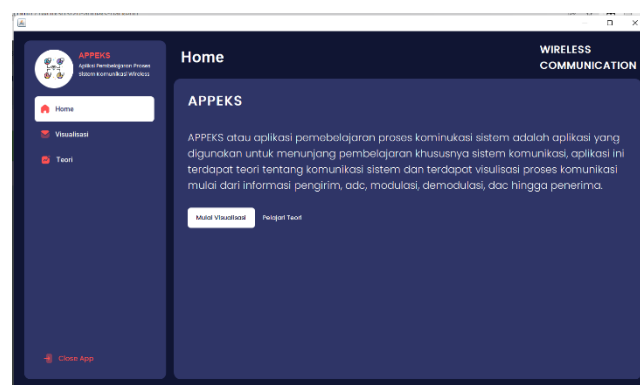 APPEKS
Aplikasi Pembelajaran Proses
Sistem Komunikasi Wireless
Home
Visualisasi
Teori
Close App
Home
WIRELESS
COMMUNICATION
APPEKS
APPEKS atau aplikasi pemebelajaran proses kominukasi sistem adalah aplikasi yang
digunakan untuk menunjang pembelajaran khususnya sistem komunikasi, aplikasi ini
terdapat teori tentang komunikasi sistem dan terdapat visulisasi proses komunikasi
mulai dari informasi pengirim, adc, modulasi, demodulasi, dac hingga penerima.
Mulai Visualisasi
Pelajari Teori